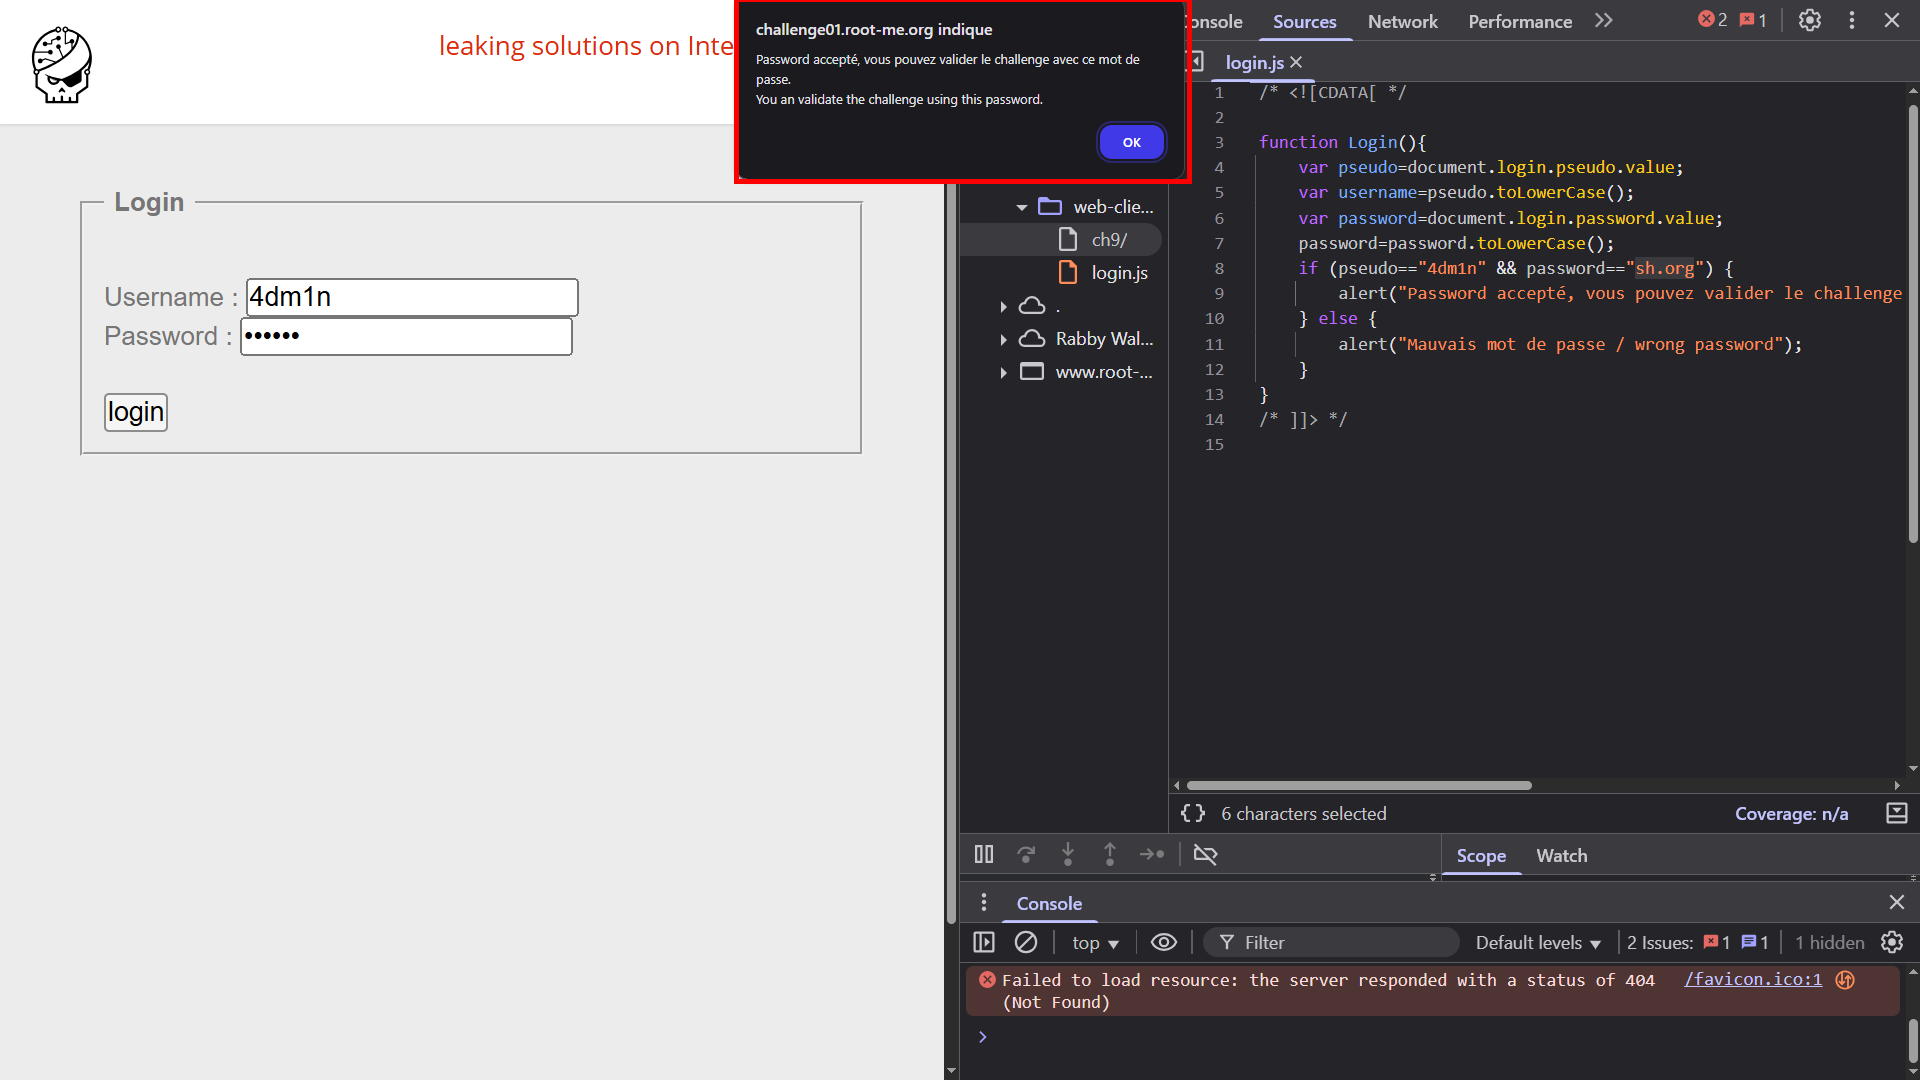 leaking solutions on Inte
challenge01.root-me.org indique
Password accepté, vous pouvez valider le challenge avec ce mot de
passe.
You an validate the challenge using this password.
OK
Login
Username : 4dm1n
Password : ••••••
login
onsole Sources Network Performance 2 1
login.js
web-clie...
ch9/
login.js
.
Rabby Wal...
www.root-...
1 /* <![CDATA[ */
2
3 function Login(){
4 var pseudo=document.login.pseudo.value;
5 var username=pseudo.toLowerCase();
6 var password=document.login.password.value;
7 password=password.toLowerCase();
8 if (pseudo=="4dm1n" && password=="sh.org") {
9 alert("Password accepté, vous pouvez valider le challenge
10 } else {
11 alert("Mauvais mot de passe / wrong password");
12 }
13 }
14 /* ]]> */
15
{} 6 characters selected Coverage: n/a
Scope Watch
Console
top Filter Default levels 2 Issues: 1 1 1 hidden
Failed to load resource: the server responded with a status of 404 /favicon.ico:1
(Not Found)